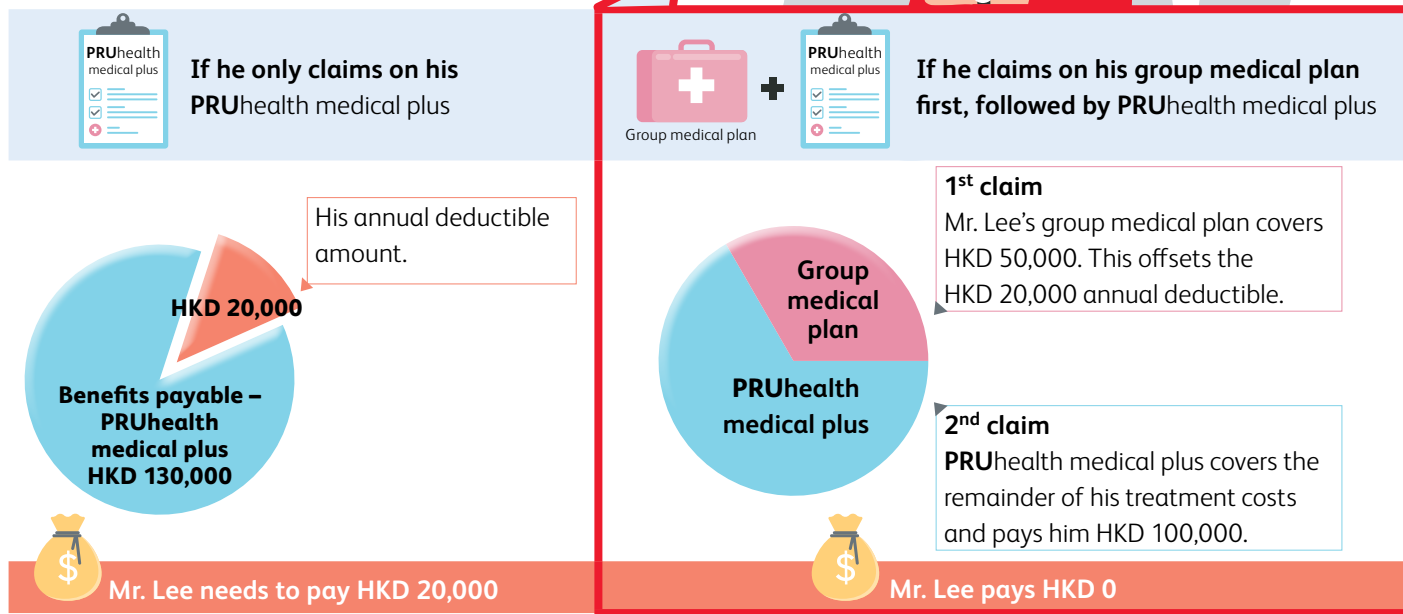 PRUhealth
medical plus
If he only claims on his
PRUhealth medical plus
His annual deductible
amount.
HKD 20,000
Benefits payable –
PRUhealth
medical plus
HKD 130,000
$
Mr. Lee needs to pay HKD 20,000
Group medical plan
PRUhealth
medical plus
If he claims on his group medical plan
first, followed by PRUhealth medical plus
1st claim
Mr. Lee’s group medical plan covers
HKD 50,000. This offsets the
HKD 20,000 annual deductible.
Group
medical
plan
PRUhealth
medical plus
2nd claim
PRUhealth medical plus covers the
remainder of his treatment costs
and pays him HKD 100,000.
$
Mr. Lee pays HKD 0